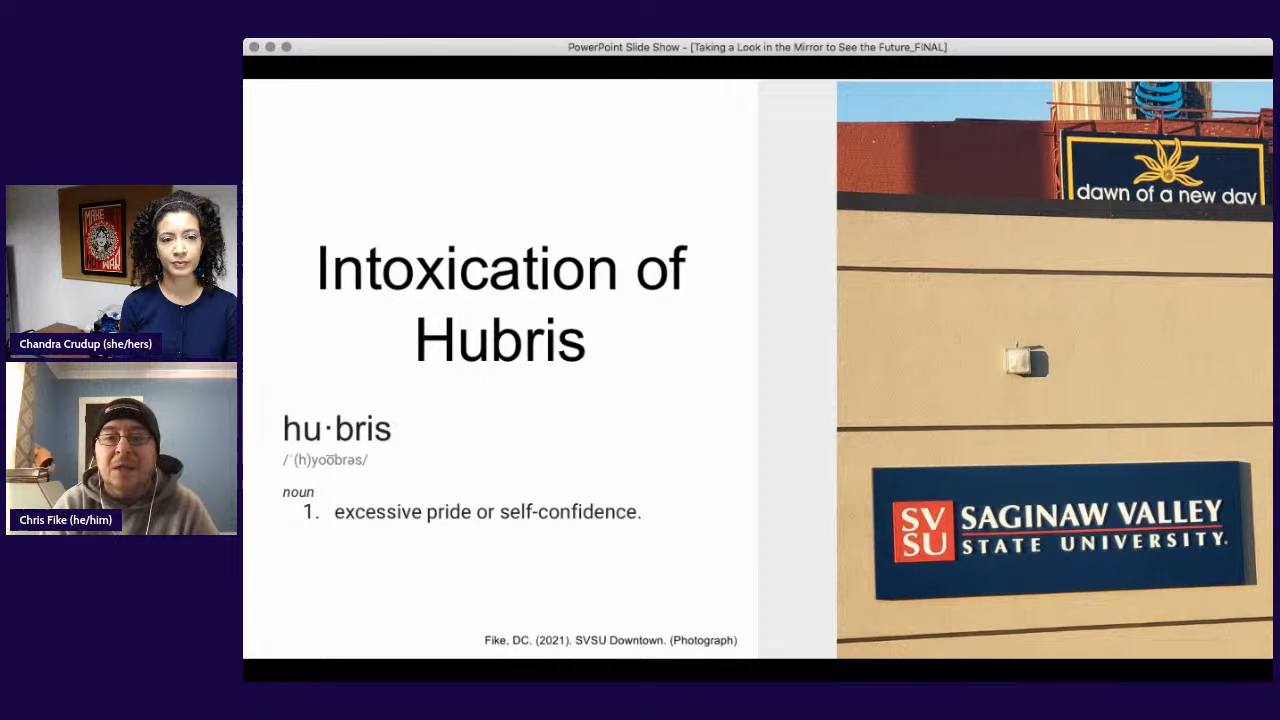 PowerPoint Slide Show - [Taking a Look in the Mirror to See the Future_FINAL]
MAKE
WAR
Chandra Crudup (she/hers)
Chris Fike (he/him)
Intoxication of
Hubris
hu·bris
/ˈ(h)yo͞obrəs/
noun
1. excessive pride or self-confidence.
Fike, DC. (2021). SVSU Downtown. (Photograph)
dawn of a new day
SV
SU
SAGINAW VALLEY
STATE UNIVERSITY.